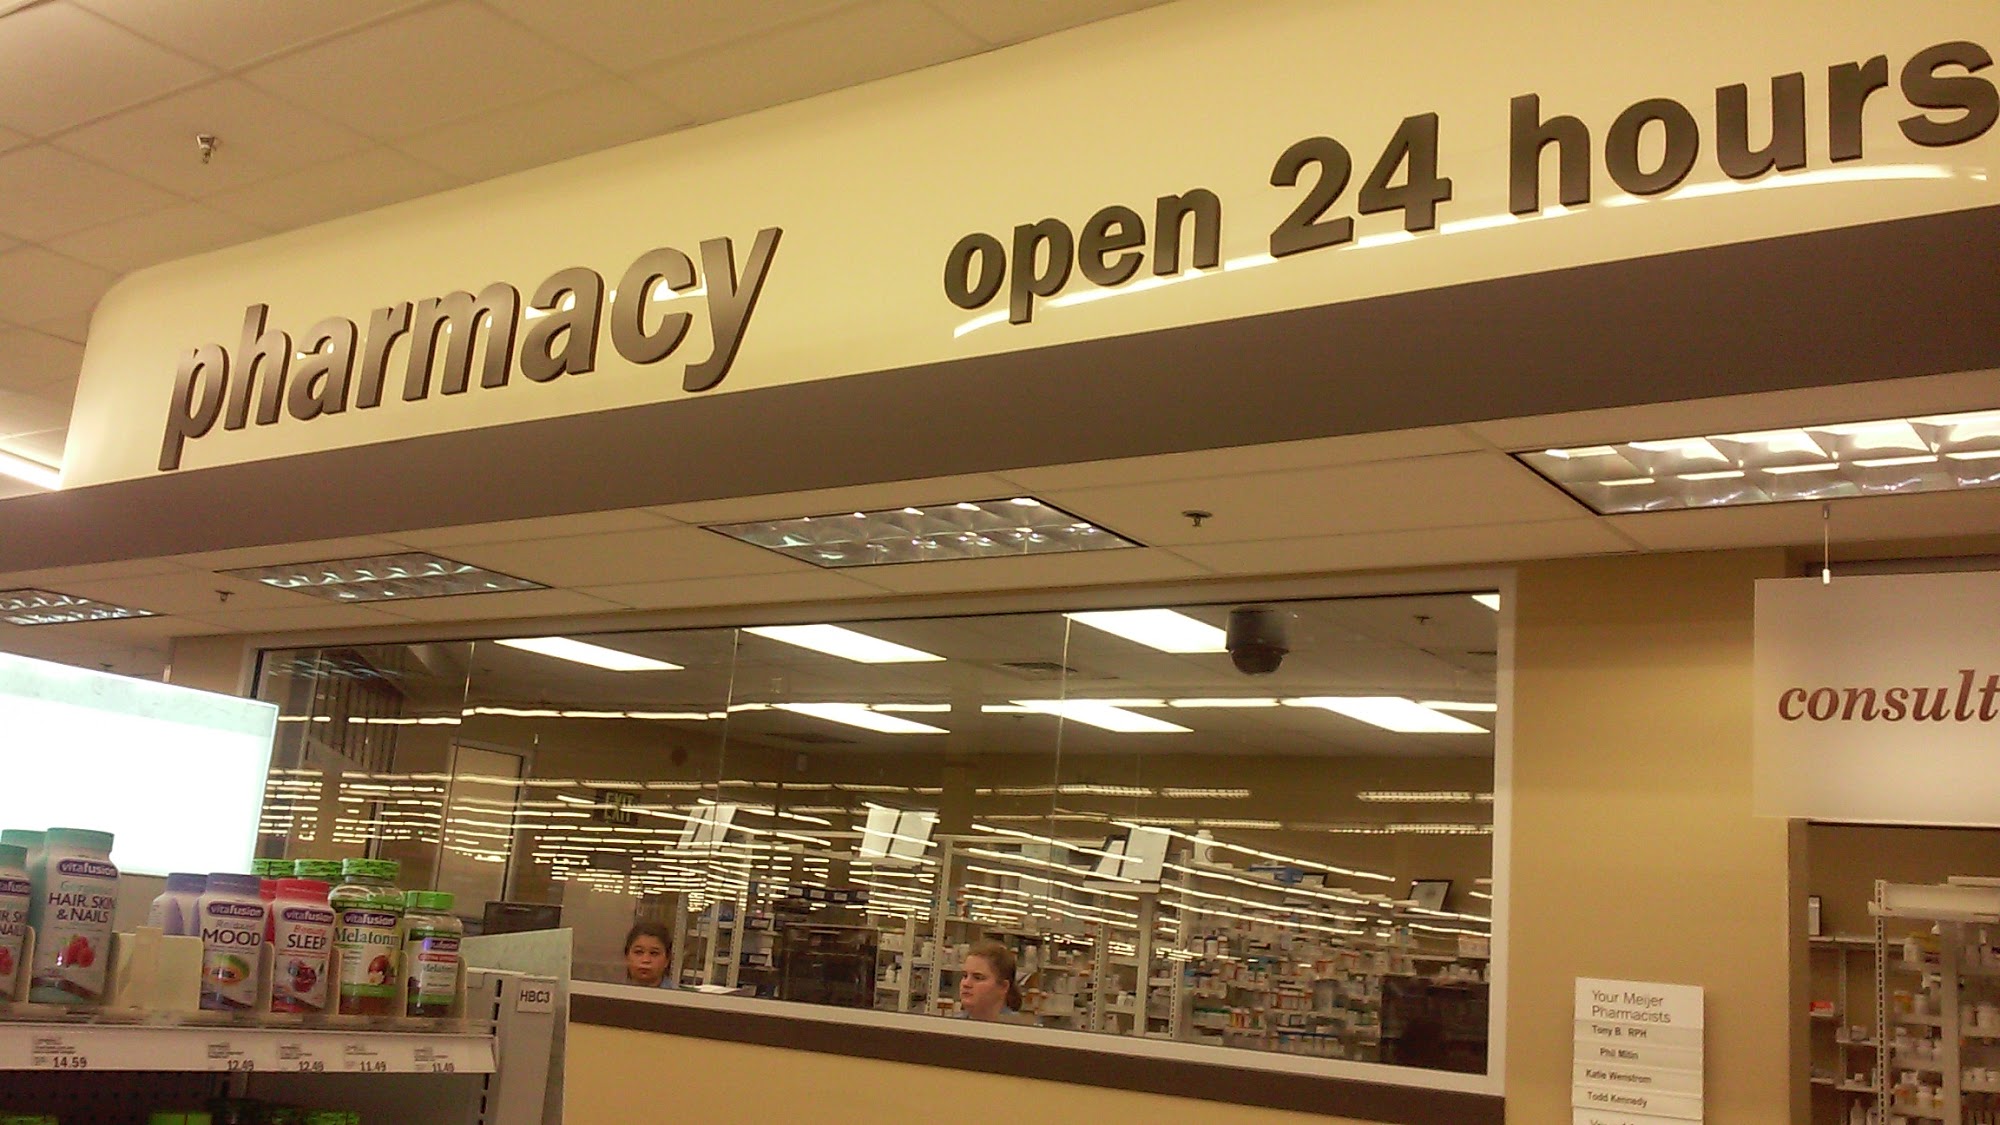 pharmacy open 24 hours
consult
EXIT
vitafusion
HAIR, SKIN
& NAILS
vitafusion
MOOD
vitafusion
Beauty
SLEEP
vitafusion
Melatonin
Melatonin
HBC3
14.59
12.49
12.49
11.49
11.49
Your Meijer
Pharmacists
Tony B. RPH
Phil Mitin
Katie Wenstrom
Todd Kennedy